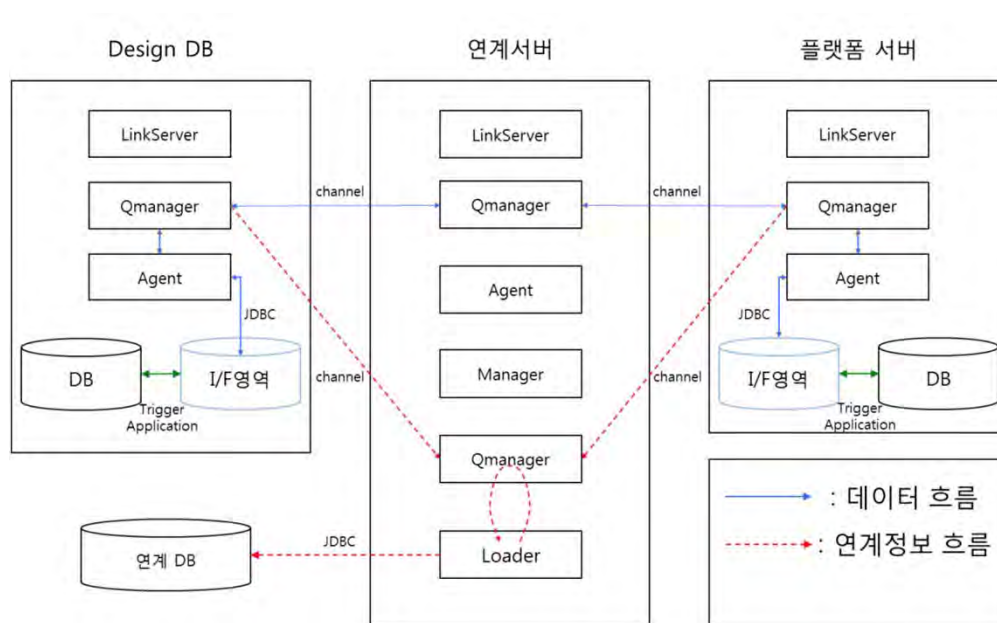 Design DB
연계서버
플랫폼 서버
LinkServer
LinkServer
LinkServer
channel
channel
Qmanager
Qmanager
Qmanager
Agent
Agent
Agent
JDBC
JDBC
DB
I/F영역
channel
Manager
channel
I/F영역
DB
Trigger
Application
Trigger
Application
Qmanager
: 데이터 흐름
연계 DB
JDBC
Loader
: 연계정보 흐름